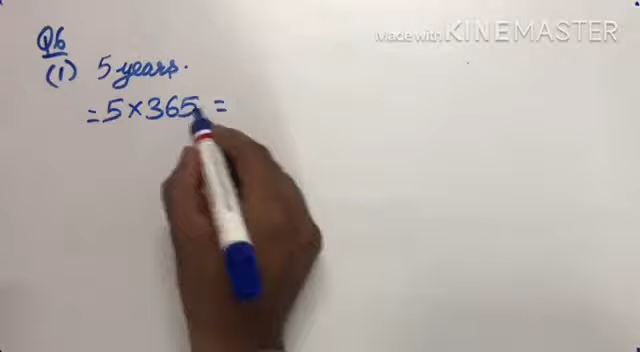 Made with KINEMASTER
Q6
(1) 5 years.
= 5 × 365 =